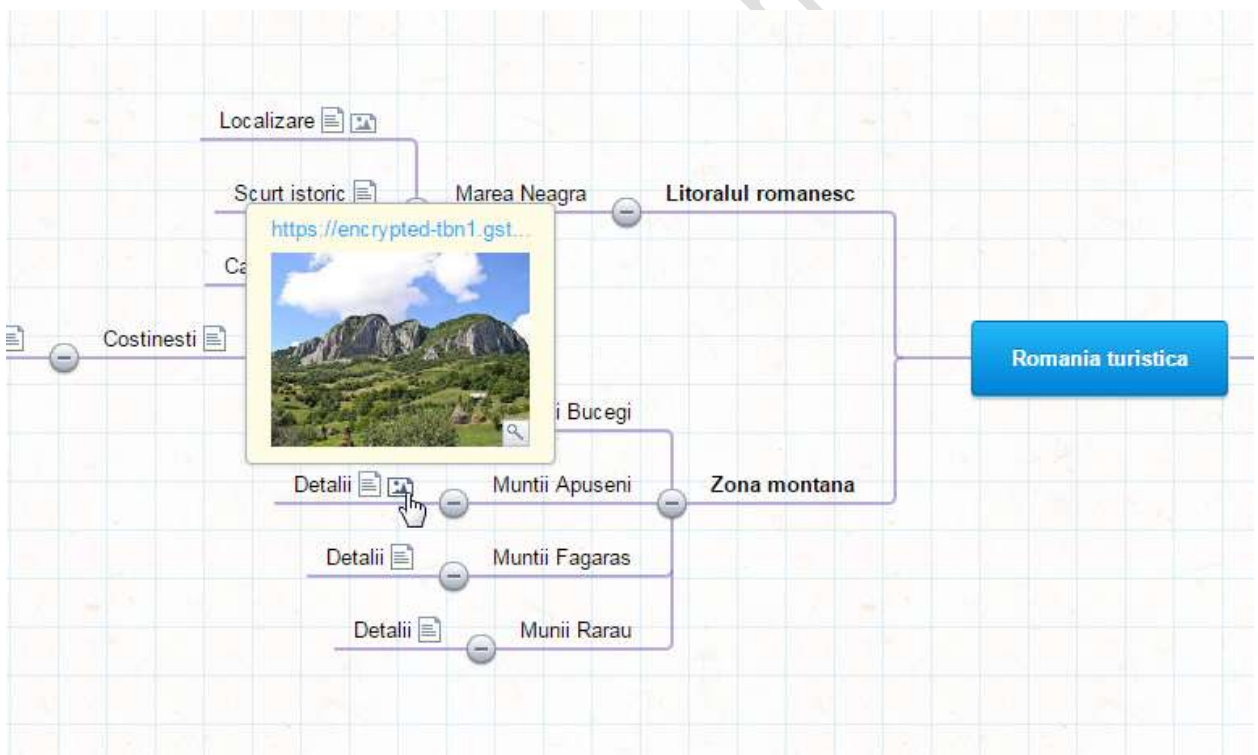 Localizare
Scurt istoric
Marea Neagra
Litoralul romanesc
https://encrypted-tbn1.gst...
Ca
Costinesti
Romania turistica
i Bucegi
Detalii
Muntii Apuseni
Zona montana
Detalii
Muntii Fagaras
Detalii
Munii Rarau